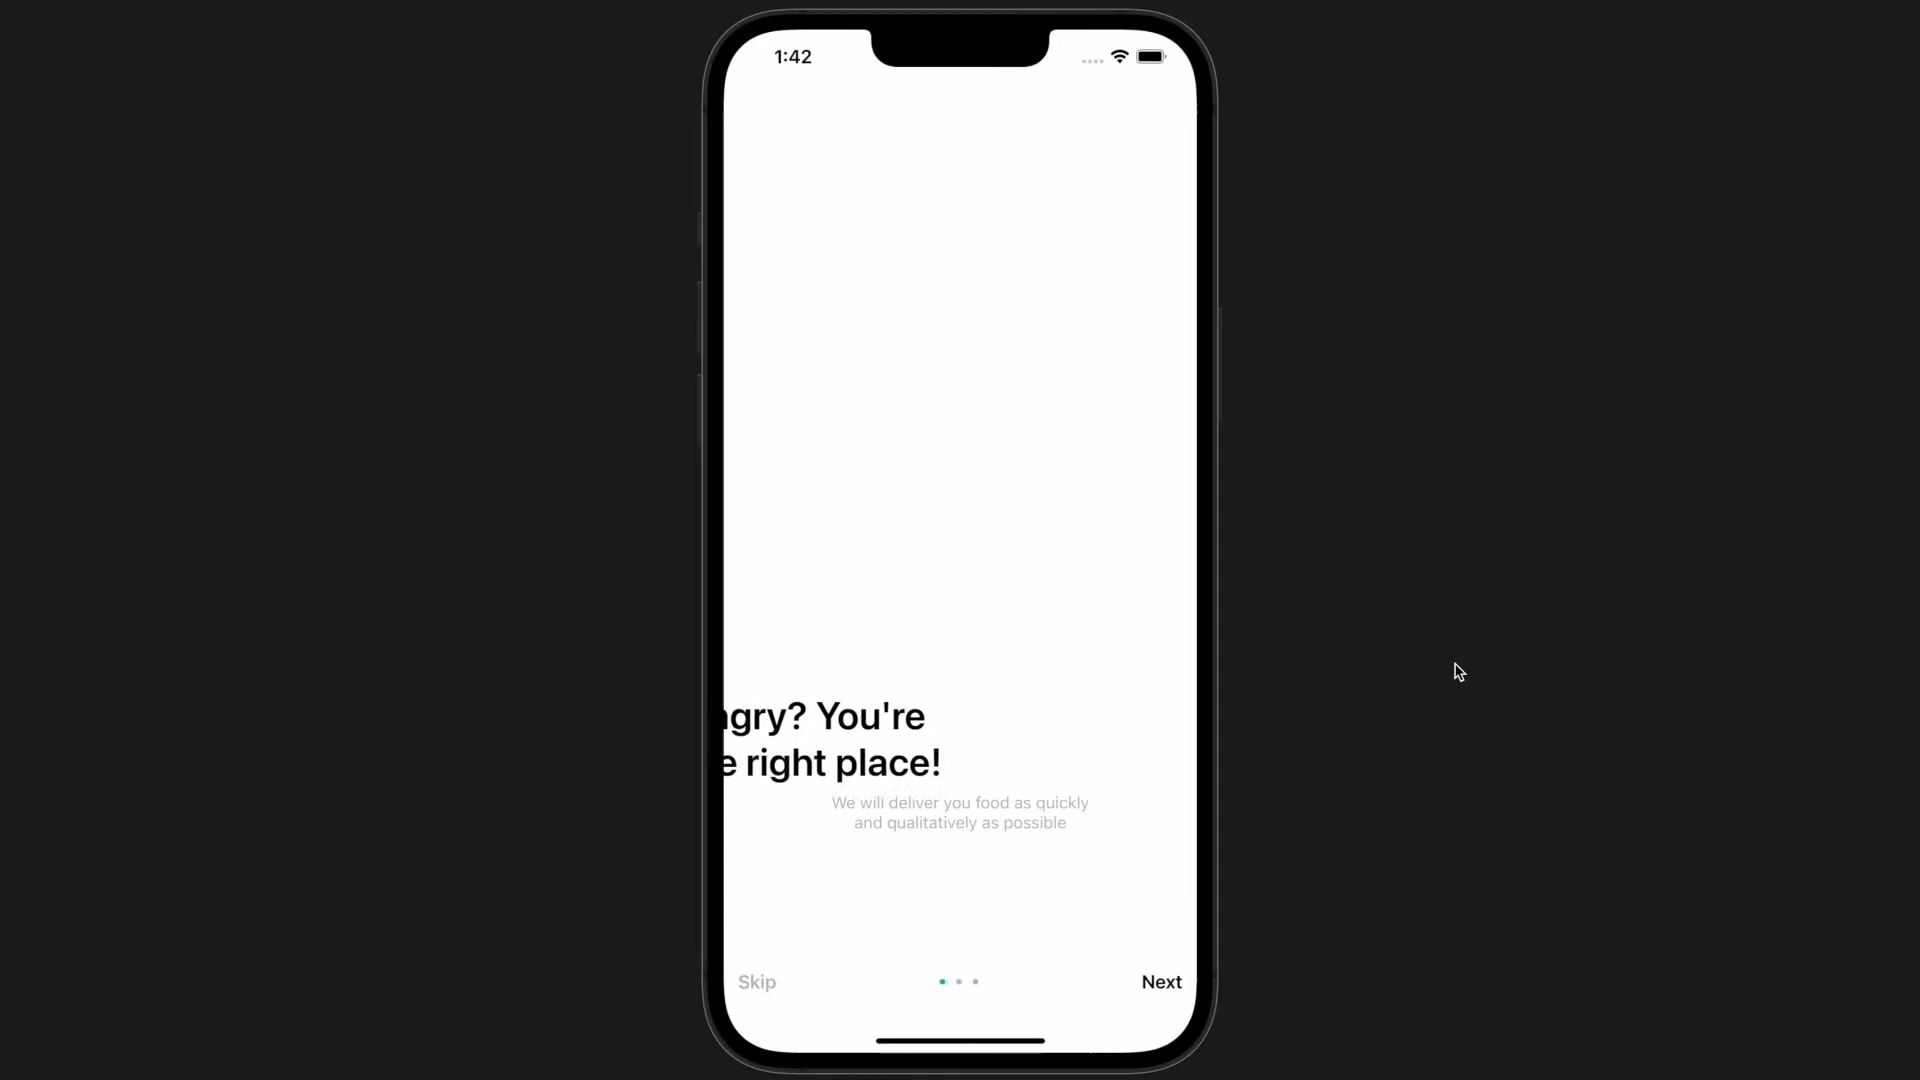 1:42
ngry? You're
e right place!
We will deliver you food as quickly
and qualitatively as possible
Skip
Next